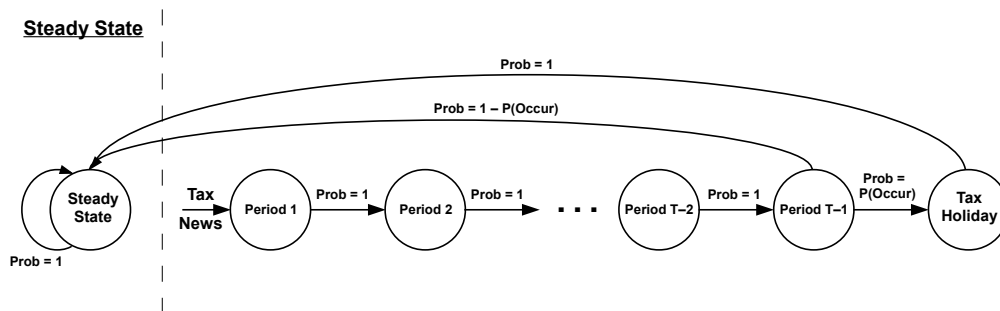 Steady State
Prob = 1
Prob = 1 – P(Occur)
Steady
State
Prob = 1
Tax
News
Period 1
Prob = 1
Period 2
Prob = 1
. . .
Period T–2
Prob = 1
Period T–1
Prob =
P(Occur)
Tax
Holiday